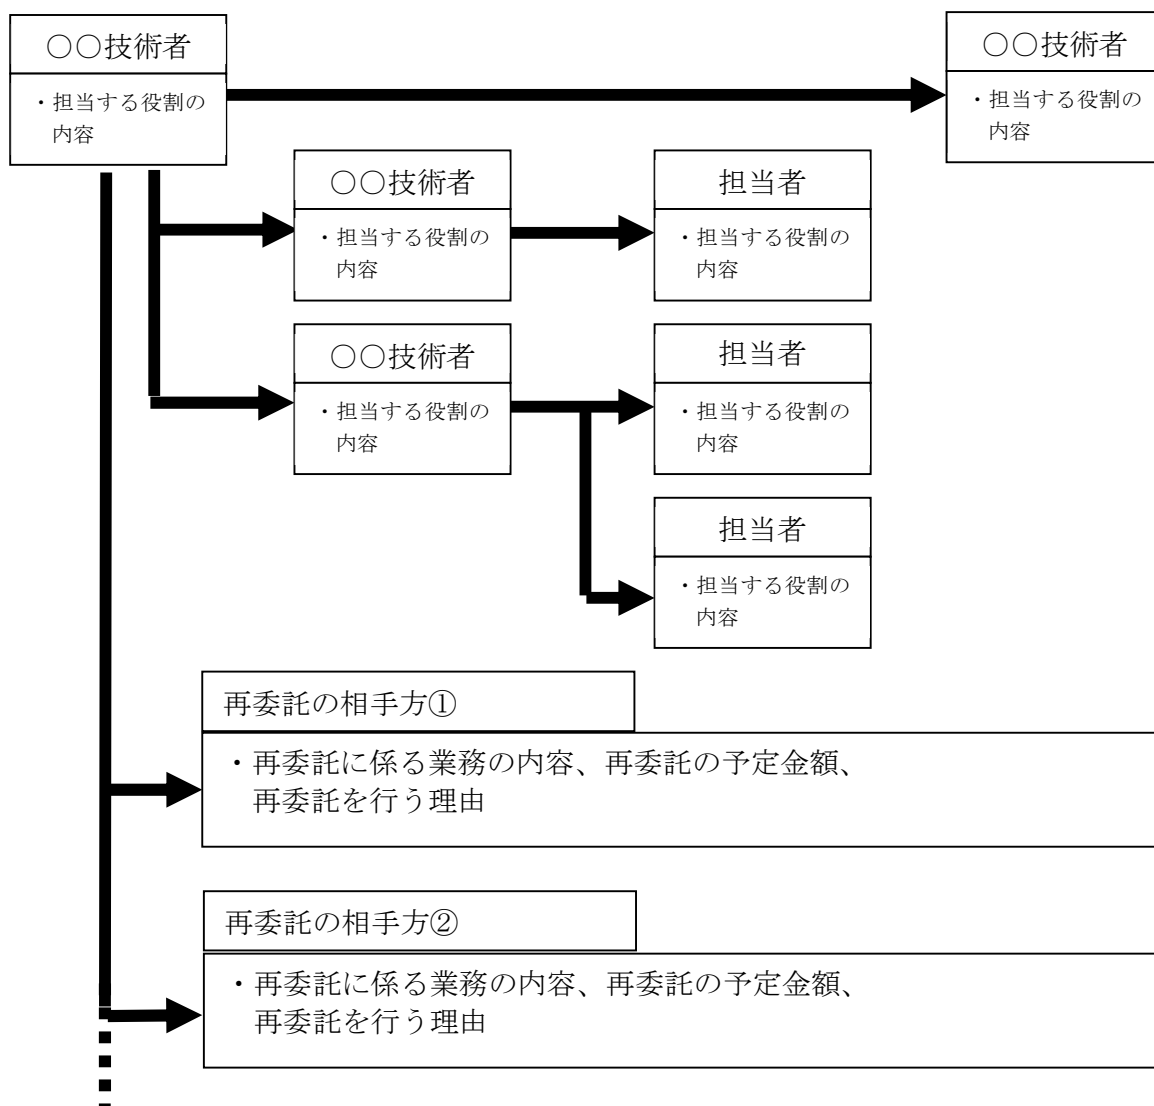 〇〇技術者
・担当する役割の
内容
〇〇技術者
・担当する役割の
内容
〇〇技術者
・担当する役割の
内容
担当者
・担当する役割の
内容
〇〇技術者
・担当する役割の
内容
担当者
・担当する役割の
内容
担当者
・担当する役割の
内容
再委託の相手方①
・再委託に係る業務の内容、再委託の予定金額、
再委託を行う理由
再委託の相手方②
・再委託に係る業務の内容、再委託の予定金額、
再委託を行う理由